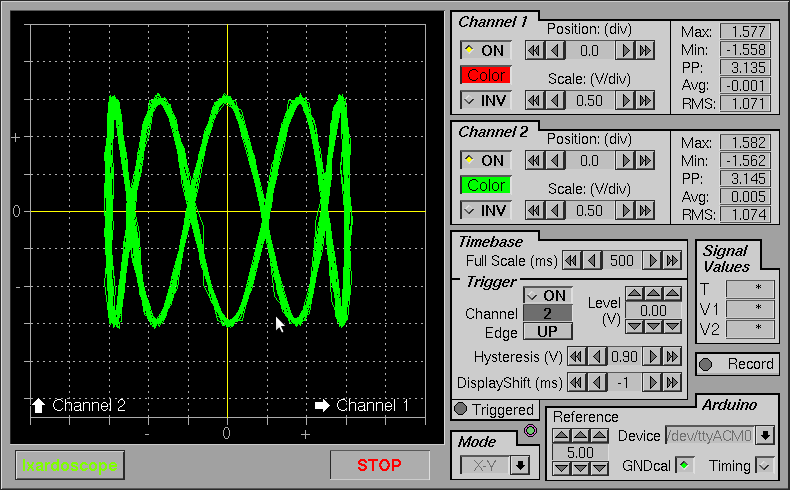 +
0
-
0
+
Channel 2
Channel 1
lxardoscope
STOP
Channel 1
Position: (div)
ON
0.0
Color
Scale: (V/div)
INV
0.50
Max: 1.577
Min: -1.558
PP: 3.135
Avg: -0.001
RMS: 1.071
Channel 2
Position: (div)
ON
0.0
Color
Scale: (V/div)
INV
0.50
Max: 1.582
Min: -1.562
PP: 3.145
Avg: 0.005
RMS: 1.074
Timebase
Full Scale (ms) 500
Trigger
ON
Channel 2
Edge UP
Level (V)
0.00
Hysteresis (V) 0.90
DisplayShift (ms) -1
Triggered
Signal
Values
T *
V1 *
V2 *
Record
Mode
X-Y
Arduino
Reference
5.00
Device /dev/ttyACM0
GNDcal
Timing